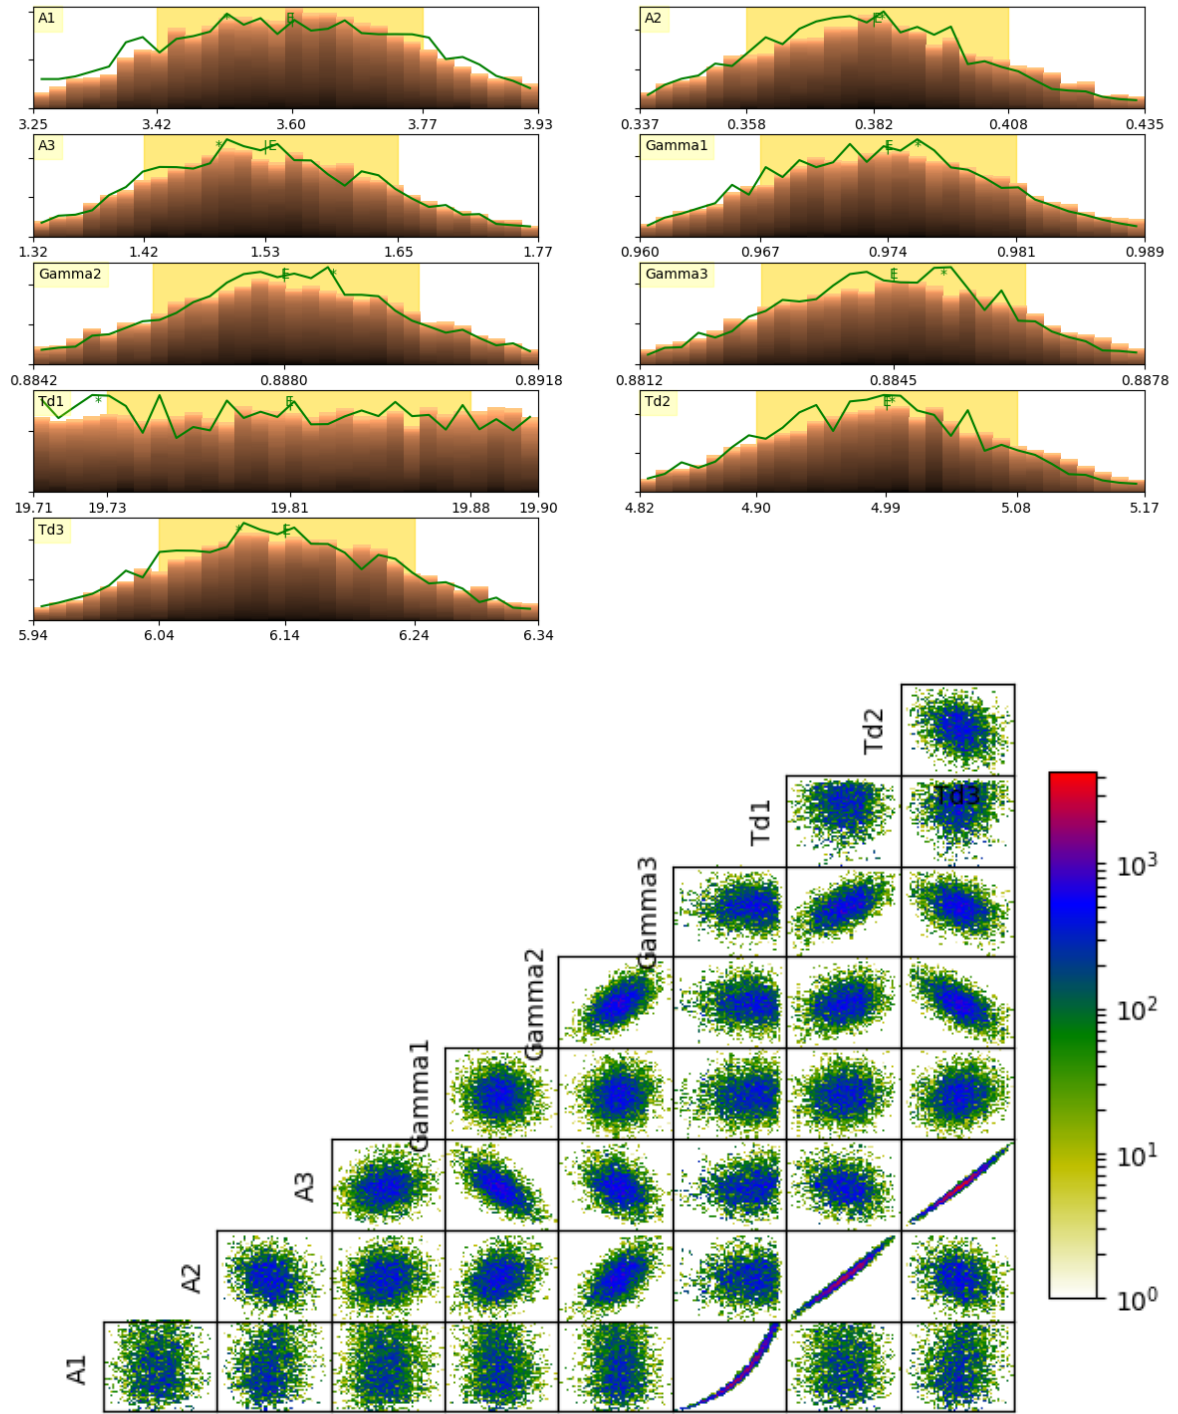 A1
3.25 3.42 3.60 3.77 3.93
A2
0.337 0.358 0.382 0.408 0.435
A3
1.32 1.42 1.53 1.65 1.77
Gamma1
0.960 0.967 0.974 0.981 0.989
Gamma2
0.8842 0.8880 0.8918
Gamma3
0.8812 0.8845 0.8878
Td1
19.71 19.73 19.81 19.88 19.90
Td2
4.82 4.90 4.99 5.08 5.17
Td3
5.94 6.04 6.14 6.24 6.34
Td2
Td1
Td3
Gamma3
Gamma2
Gamma1
A3
A2
A1
10³
10²
10¹
10⁰